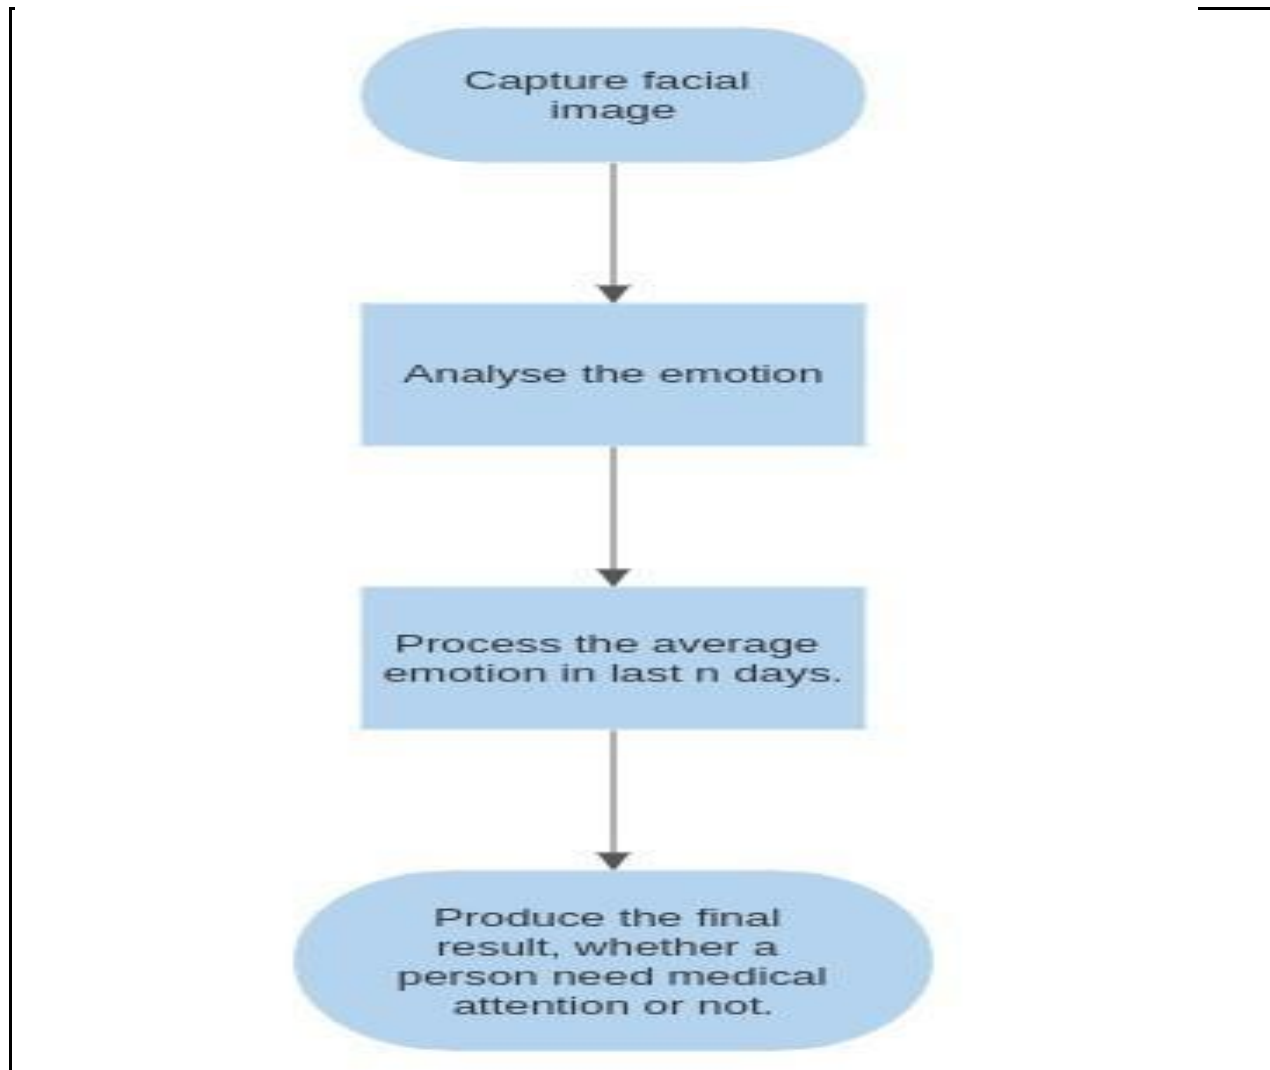 Capture facial
image
Analyse the emotion
Process the average
emotion in last n days.
Produce the final
result, whether a
person need medical
attention or not.